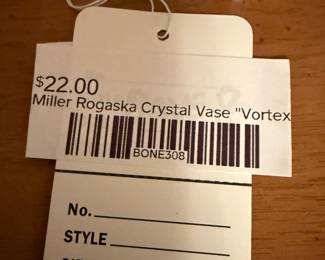 $22.00
Miller Rogaska Crystal Vase "Vortex
BONE308
No.
STYLE